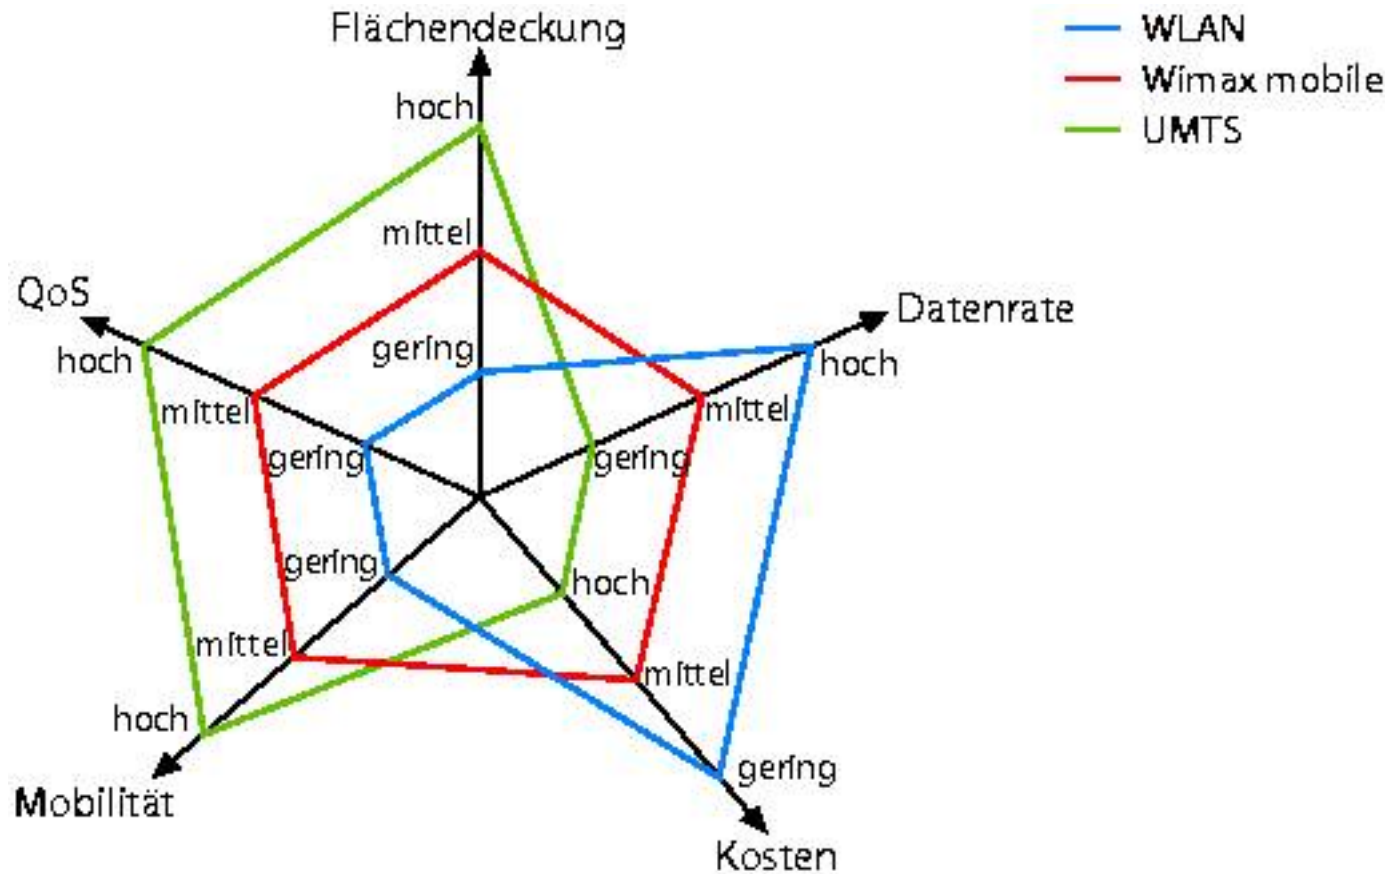 Flächendeckung
WLAN
Wimax mobile
UMTS
hoch
mittel
gering
QoS
hoch
mittel
gering
Datenrate
hoch
mittel
gering
gering
mittel
hoch
Mobilität
hoch
mittel
gering
Kosten